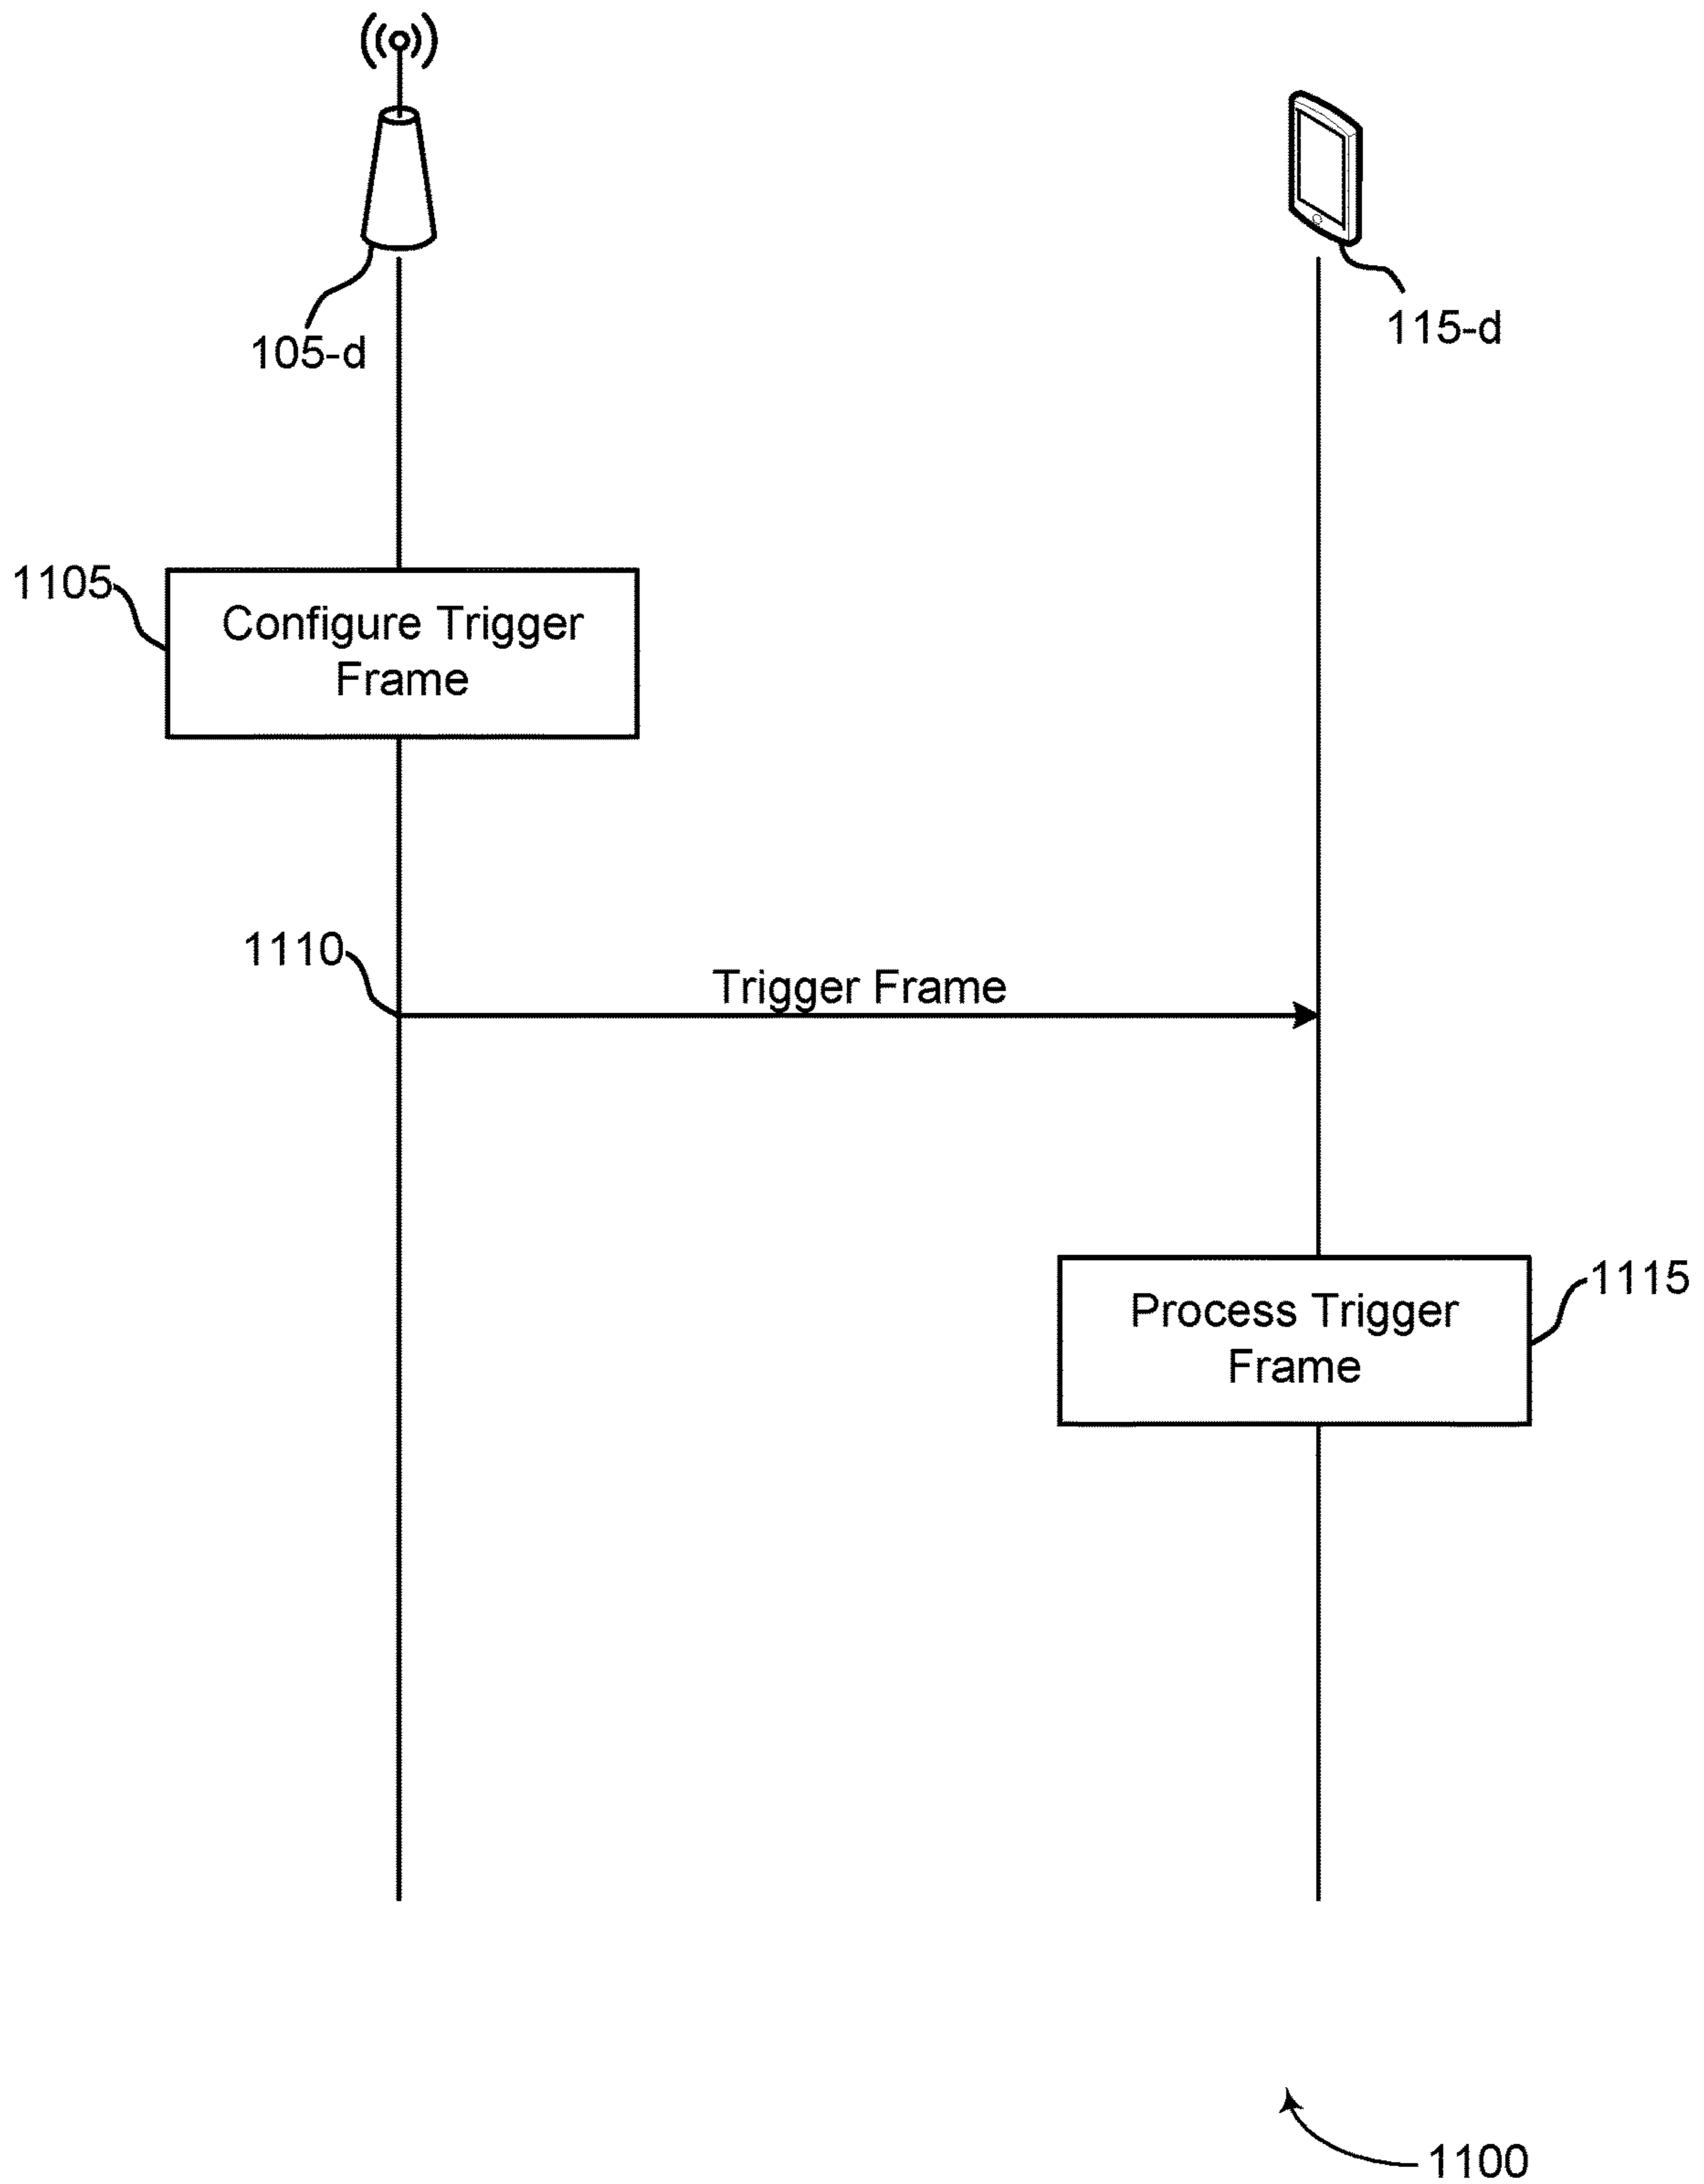 105-d
115-d
1105
Configure Trigger
Frame
1110
Trigger Frame
Process Trigger
Frame
1115
1100